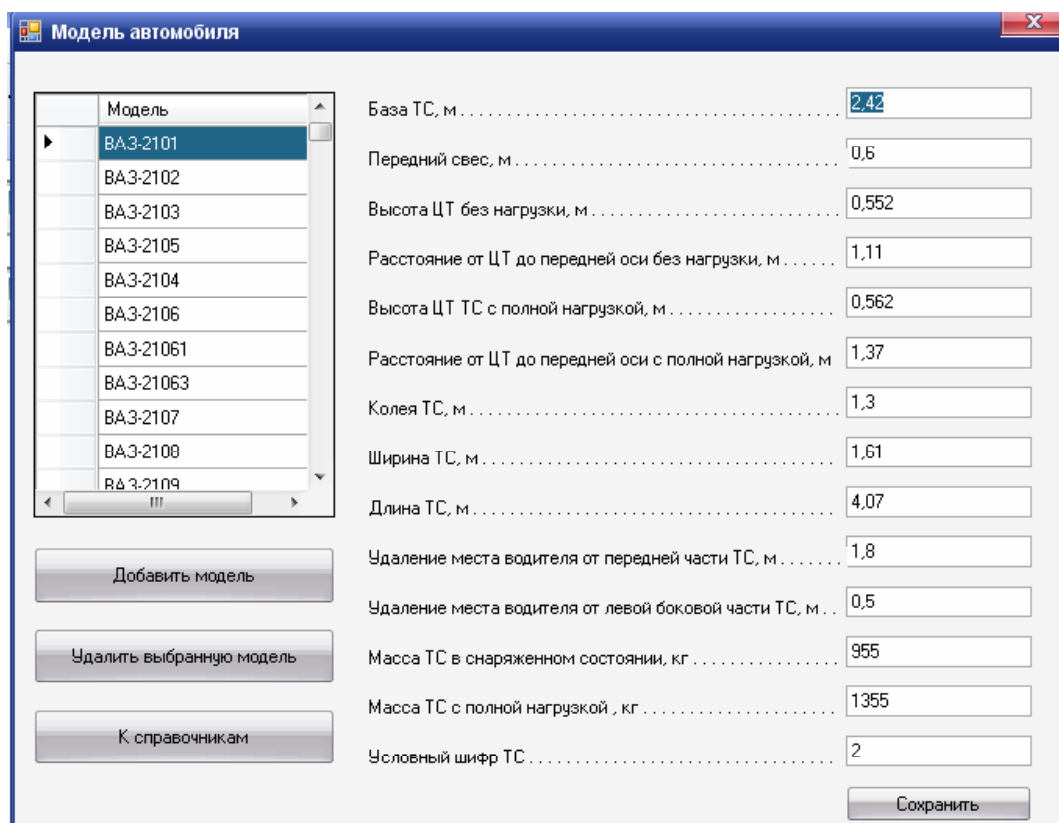 Модель автомобиля
Модель
ВАЗ-2101
ВАЗ-2102
ВАЗ-2103
ВАЗ-2105
ВАЗ-2104
ВАЗ-2106
ВАЗ-21061
ВАЗ-21063
ВАЗ-2107
ВАЗ-2108
ВАЗ-2109
Добавить модель
Удалить выбранную модель
К справочникам
База ТС, м . . . . . . . . . . . . . . . . . . . . 2,42
Передний свес, м . . . . . . . . . . . . . . . . . . . . 0,6
Высота ЦТ без нагрузки, м . . . . . . . . . . . . . . . . . . . . 0,552
Расстояние от ЦТ до передней оси без нагрузки, м . . . . . . 1,11
Высота ЦТ ТС с полной нагрузкой, м . . . . . . . . . . . . . . . . 0,562
Расстояние от ЦТ до передней оси с полной нагрузкой, м 1,37
Колея ТС, м . . . . . . . . . . . . . . . . . . . . 1,3
Ширина ТС, м . . . . . . . . . . . . . . . . . . . . 1,61
Длина ТС, м . . . . . . . . . . . . . . . . . . . . 4,07
Удаление места водителя от передней части ТС, м . . . . . . . 1,8
Удаление места водителя от левой боковой части ТС, м . . 0,5
Масса ТС в снаряженном состоянии, кг . . . . . . . . . . . . . . 955
Масса ТС с полной нагрузкой , кг . . . . . . . . . . . . . . . . . . . 1355
Условный шифр ТС . . . . . . . . . . . . . . . . . . . . 2
Сохранить